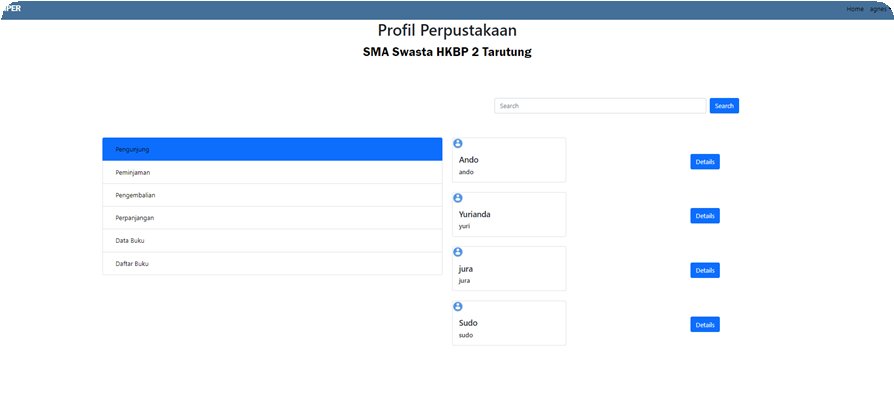 Home agnes
Profil Perpustakaan
SMA Swasta HKBP 2 Tarutung
Search Search
Pengunjung
Peminjaman
Pengembalian
Perpanjangan
Data Buku
Daftar Buku
Ando
ando
Details
Yurianda
yuri
Details
jura
jura
Details
Sudo
sudo
Details